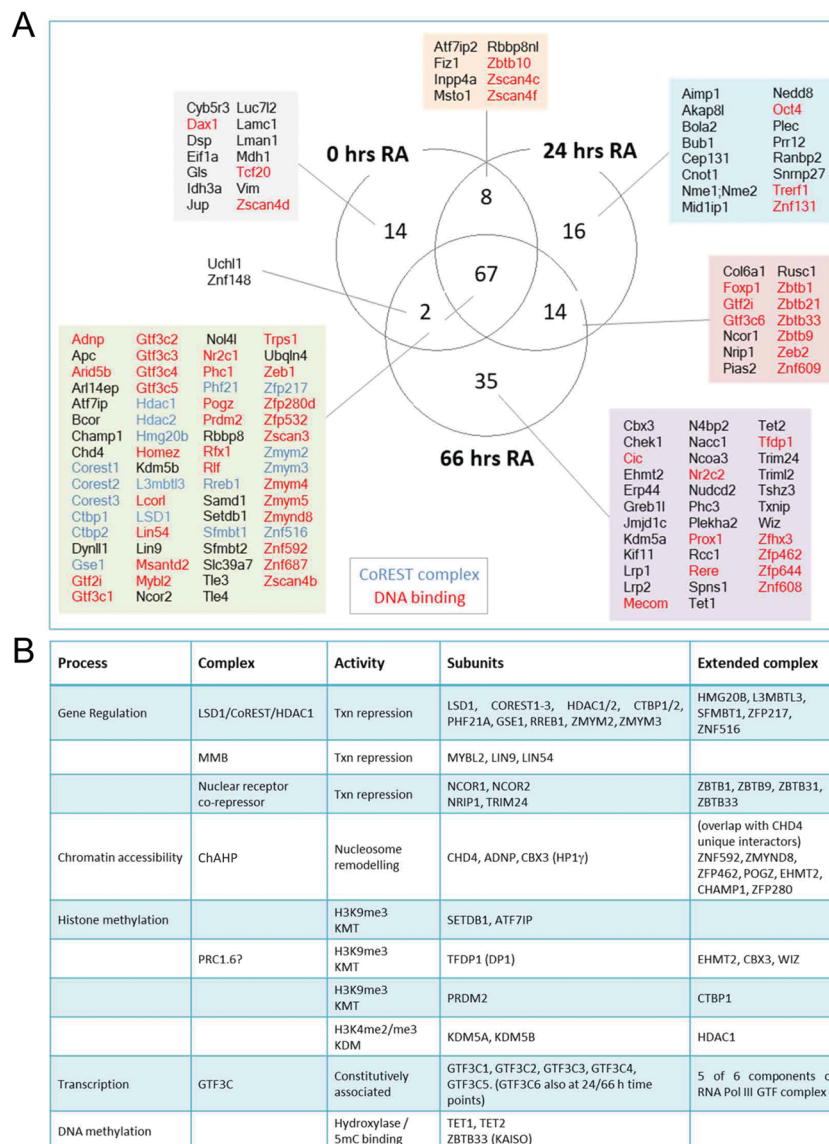 A
Atf7ip2 Rbbp8nl
Fiz1 Zbtb10
Inpp4a Zscan4c
Msto1 Zscan4f
Cyb5r3 Luc7l2
Dax1 Lamc1
Dsp Lman1
Eif1a Mdh1
Gls Tcf20
Idh3a Vim
Jup Zscan4d
Aimp1 Nedd8
Akap8l Oct4
Bola2 Plec
Bub1 Prr12
Cep131 Ranbp2
Cnot1 Snrnp27
Nme1;Nme2 Trerf1
Mid1ip1 Znf131
0 hrs RA 24 hrs RA
8
14 16
67
2 14
35
66 hrs RA
Uchl1
Znf148
Col6a1 Rusc1
Foxp1 Zbtb1
Gtf2i Zbtb21
Gtf3c6 Zbtb33
Ncor1 Zbtb9
Nrip1 Zeb2
Pias2 Znf609
Adnp Gtf3c2 Nol4l Trps1
Apc Gtf3c3 Nr2c1 Ubqln4
Arid5b Gtf3c4 Phc1 Zeb1
Arl14ep Gtf3c5 Phf21 Zfp217
Atf7ip Hdac1 Pogz Zfp280d
Bcor Hdac2 Prdm2 Zfp532
Champ1 Hmg20b Rbbp8 Zscan3
Chd4 Homez Rfx1 Zmym2
Corest1 Kdm5b Rlf Zmym3
Corest2 L3mbtl3 Rreb1 Zmym4
Corest3 Lcorl Samd1 Zmym5
Ctbp1 LSD1 Setdb1 Zmynd8
Ctbp2 Lin54 Sfmbt1 Znf516
Dynll1 Lin9 Sfmbt2 Znf592
Gse1 Msantd2 Slc39a7 Znf687
Gtf2i Mybl2 Tle3 Zscan4b
Gtf3c1 Ncor2 Tle4
CoREST complex
DNA binding
Cbx3 N4bp2 Tet2
Chek1 Nacc1 Tfdp1
Cic Ncoa3 Trim24
Ehmt2 Nr2c2 Triml2
Erp44 Nudcd2 Tshz3
Greb1l Phc3 Txnip
Jmjd1c Plekha2 Wiz
Kdm5a Prox1 Zfhx3
Kif11 Rcc1 Zfp462
Lrp1 Rere Zfp644
Lrp2 Spns1 Znf608
Mecom Tet1
B
Process Complex Activity Subunits Extended complex
Gene Regulation LSD1/CoREST/HDAC1 Txn repression LSD1, COREST1-3, HDAC1/2, CTBP1/2,
PHF21A, GSE1, RREB1, ZMYM2, ZMYM3
HMG20B, L3MBTL3,
SFMBT1, ZFP217,
ZNF516
MMB Txn repression MYBL2, LIN9, LIN54
Nuclear receptor
co-repressor
Txn repression
NCOR1, NCOR2
NRIP1, TRIM24
ZBTB1, ZBTB9, ZBTB31,
ZBTB33
Chromatin accessibility ChAHP
Nucleosome
remodelling
CHD4, ADNP, CBX3 (HP1γ)
(overlap with CHD4
unique interactors)
ZNF592, ZMYND8,
ZFP462, POGZ, EHMT2,
CHAMP1, ZFP280
Histone methylation
H3K9me3
KMT
SETDB1, ATF7IP
PRC1.6?
H3K9me3
KMT
TFDP1 (DP1)
EHMT2, CBX3, WIZ
H3K9me3
KMT
PRDM2
CTBP1
H3K4me2/me3
KDM
KDM5A, KDM5B
HDAC1
Transcription GTF3C
Constitutively
associated
GTF3C1, GTF3C2, GTF3C3, GTF3C4,
GTF3C5. (GTF3C6 also at 24/66 h time
points)
5 of 6 components
RNA Pol III GTF complex
DNA methylation
Hydroxylase /
5mC binding
TET1, TET2
ZBTB33 (KAISO)